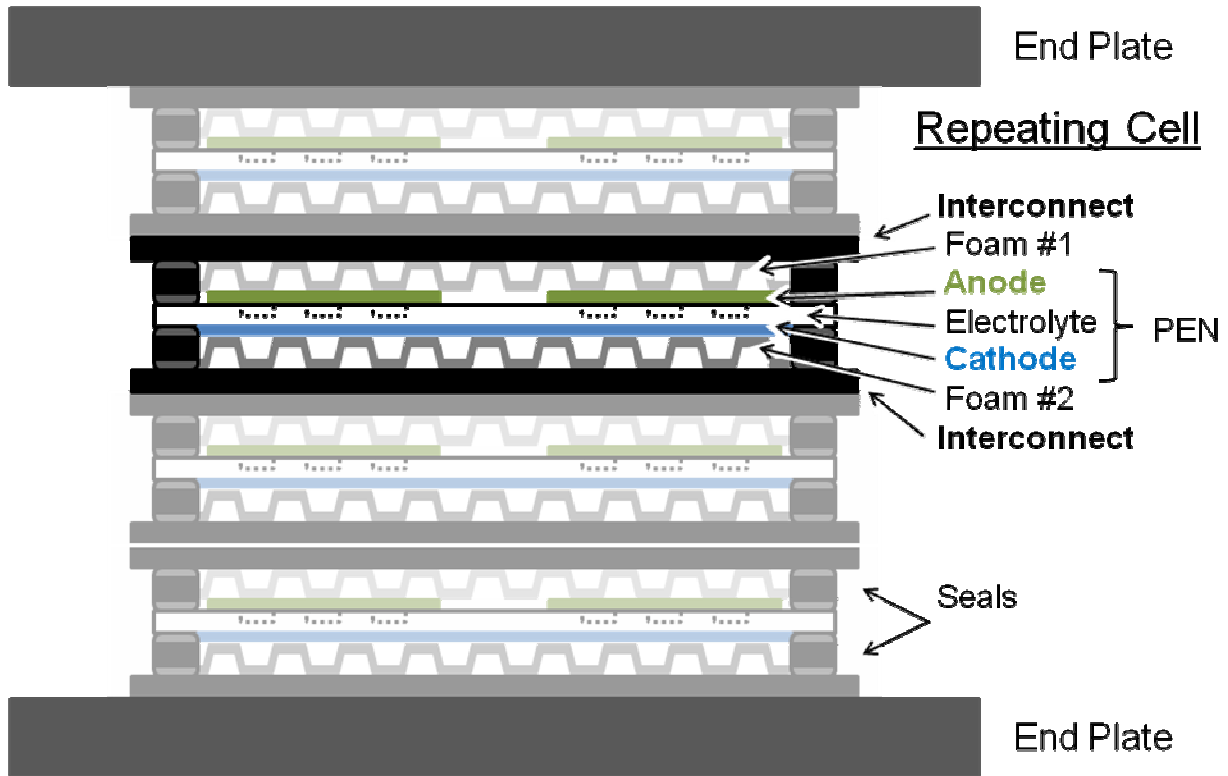 End Plate
Repeating Cell
Interconnect
Foam #1
Anode
Electrolyte
PEN
Cathode
Foam #2
Interconnect
Seals
End Plate